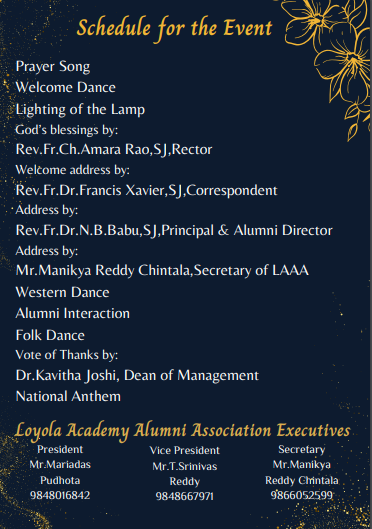 Schedule for the Event
Prayer Song
Welcome Dance
Lighting of the Lamp
God's blessings by:
Rev.Fr.Ch.Amara Rao,SJ,Rector
Welcome address by:
Rev.Fr.Dr.Francis Xavier,SJ,Correspondent
Address by:
Rev.Fr.Dr.N.B.Babu,SJ,Principal & Alumni Director
Address by:
Mr.Manikya Reddy Chintala,Secretary of LAAA
Western Dance
Alumni Interaction
Folk Dance
Vote of Thanks by:
Dr.Kavitha Joshi, Dean of Management
National Anthem
Loyola Academy Alumni Association Executives
President
Mr.Mariadas
Pudhota
9848016842
Vice President
Mr.T.Srinivas
Reddy
9848667971
Secretary
Mr.Manikya
Reddy Chintala
9866052599